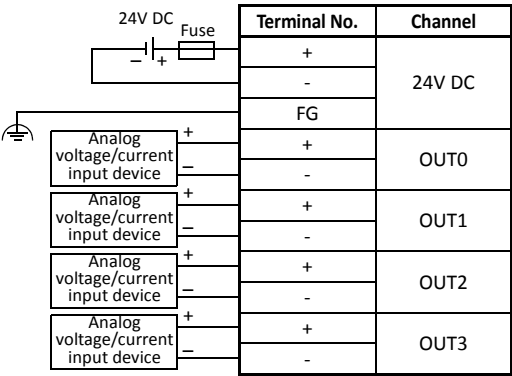 24V DC
Fuse
– +
Terminal No. Channel
+
-
24V DC
FG
Analog
voltage/current
input device
+
–
+
-
OUT0
Analog
voltage/current
input device
+
–
+
-
OUT1
Analog
voltage/current
input device
+
–
+
-
OUT2
Analog
voltage/current
input device
+
–
+
-
OUT3